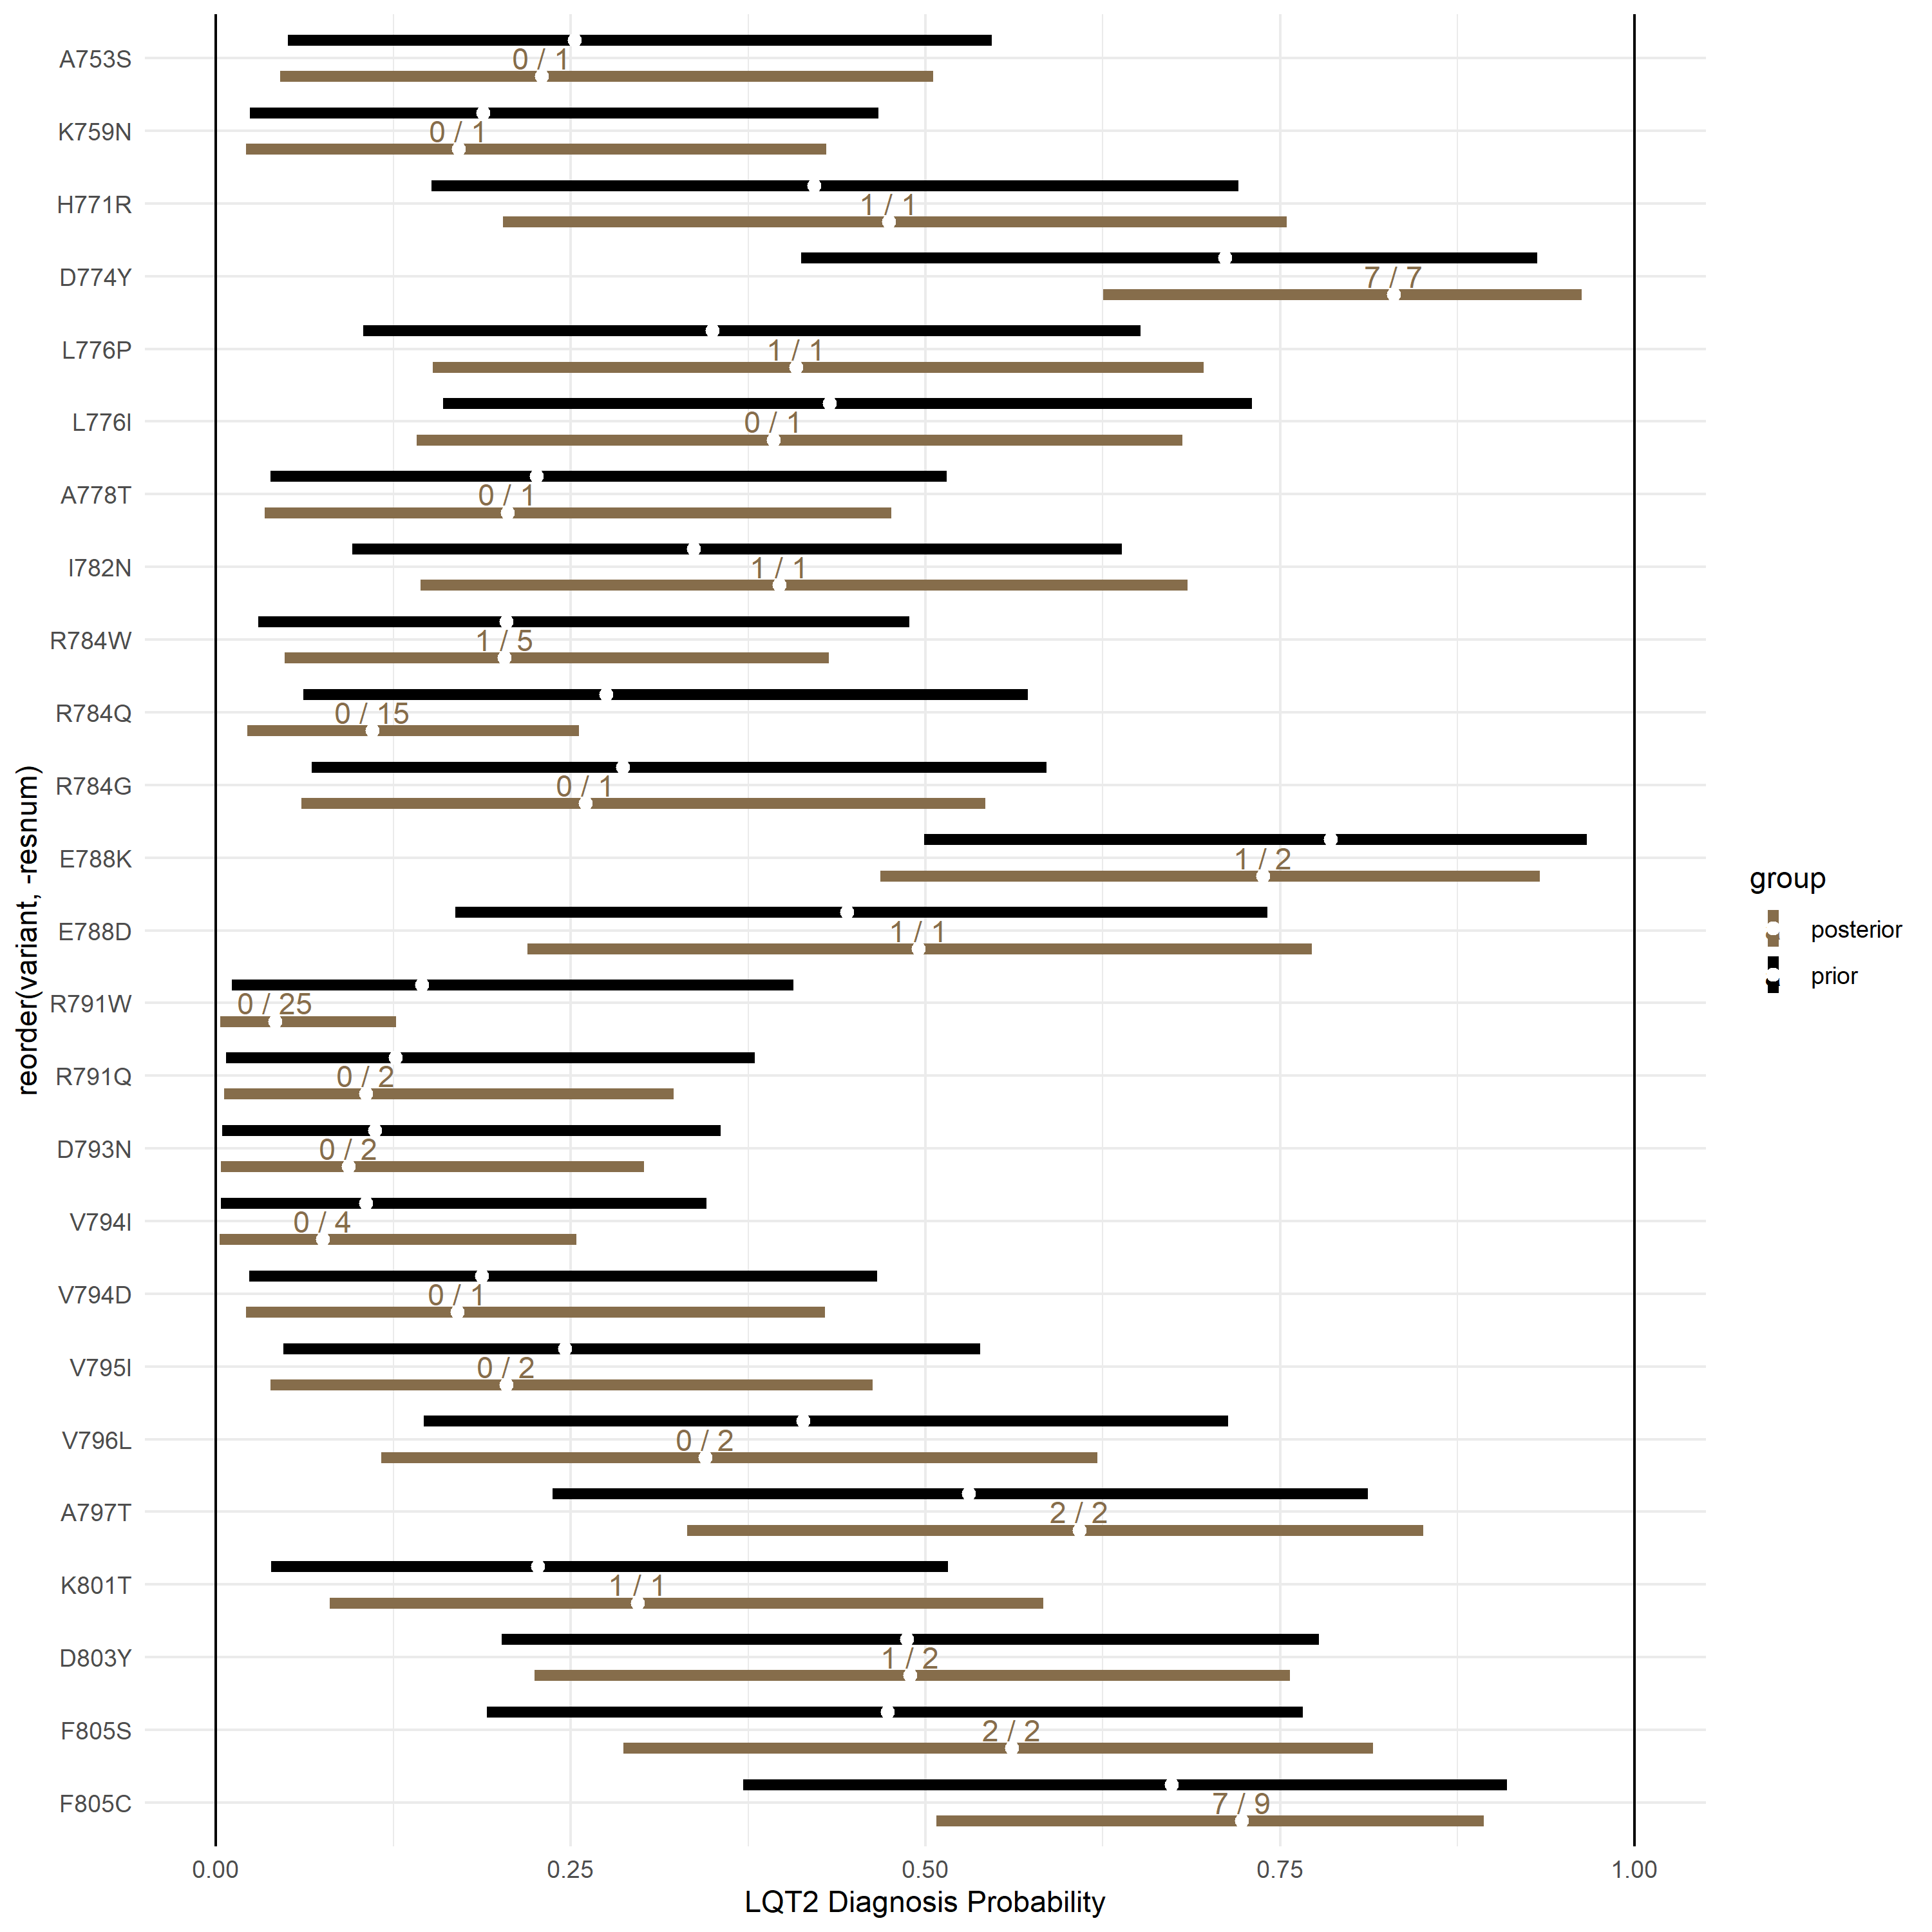 A753S
0 / 1
K759N
0 / 1
H771R
1 / 1
D774Y
7 / 7
L776P
1 / 1
L776I
0 / 1
A778T
0 / 1
I782N
1 / 1
R784W
1 / 5
R784Q
0 / 15
R784G
0 / 1
E788K
1 / 2
E788D
1 / 1
R791W
0 / 25
R791Q
0 / 2
D793N
0 / 2
V794I
0 / 4
V794D
0 / 1
V795I
0 / 2
V796L
0 / 2
A797T
2 / 2
K801T
1 / 1
D803Y
1 / 2
F805S
2 / 2
F805C
7 / 9
reorder(variant, -resnum)
0.00 0.25 0.50 0.75 1.00
LQT2 Diagnosis Probability
group
posterior
prior